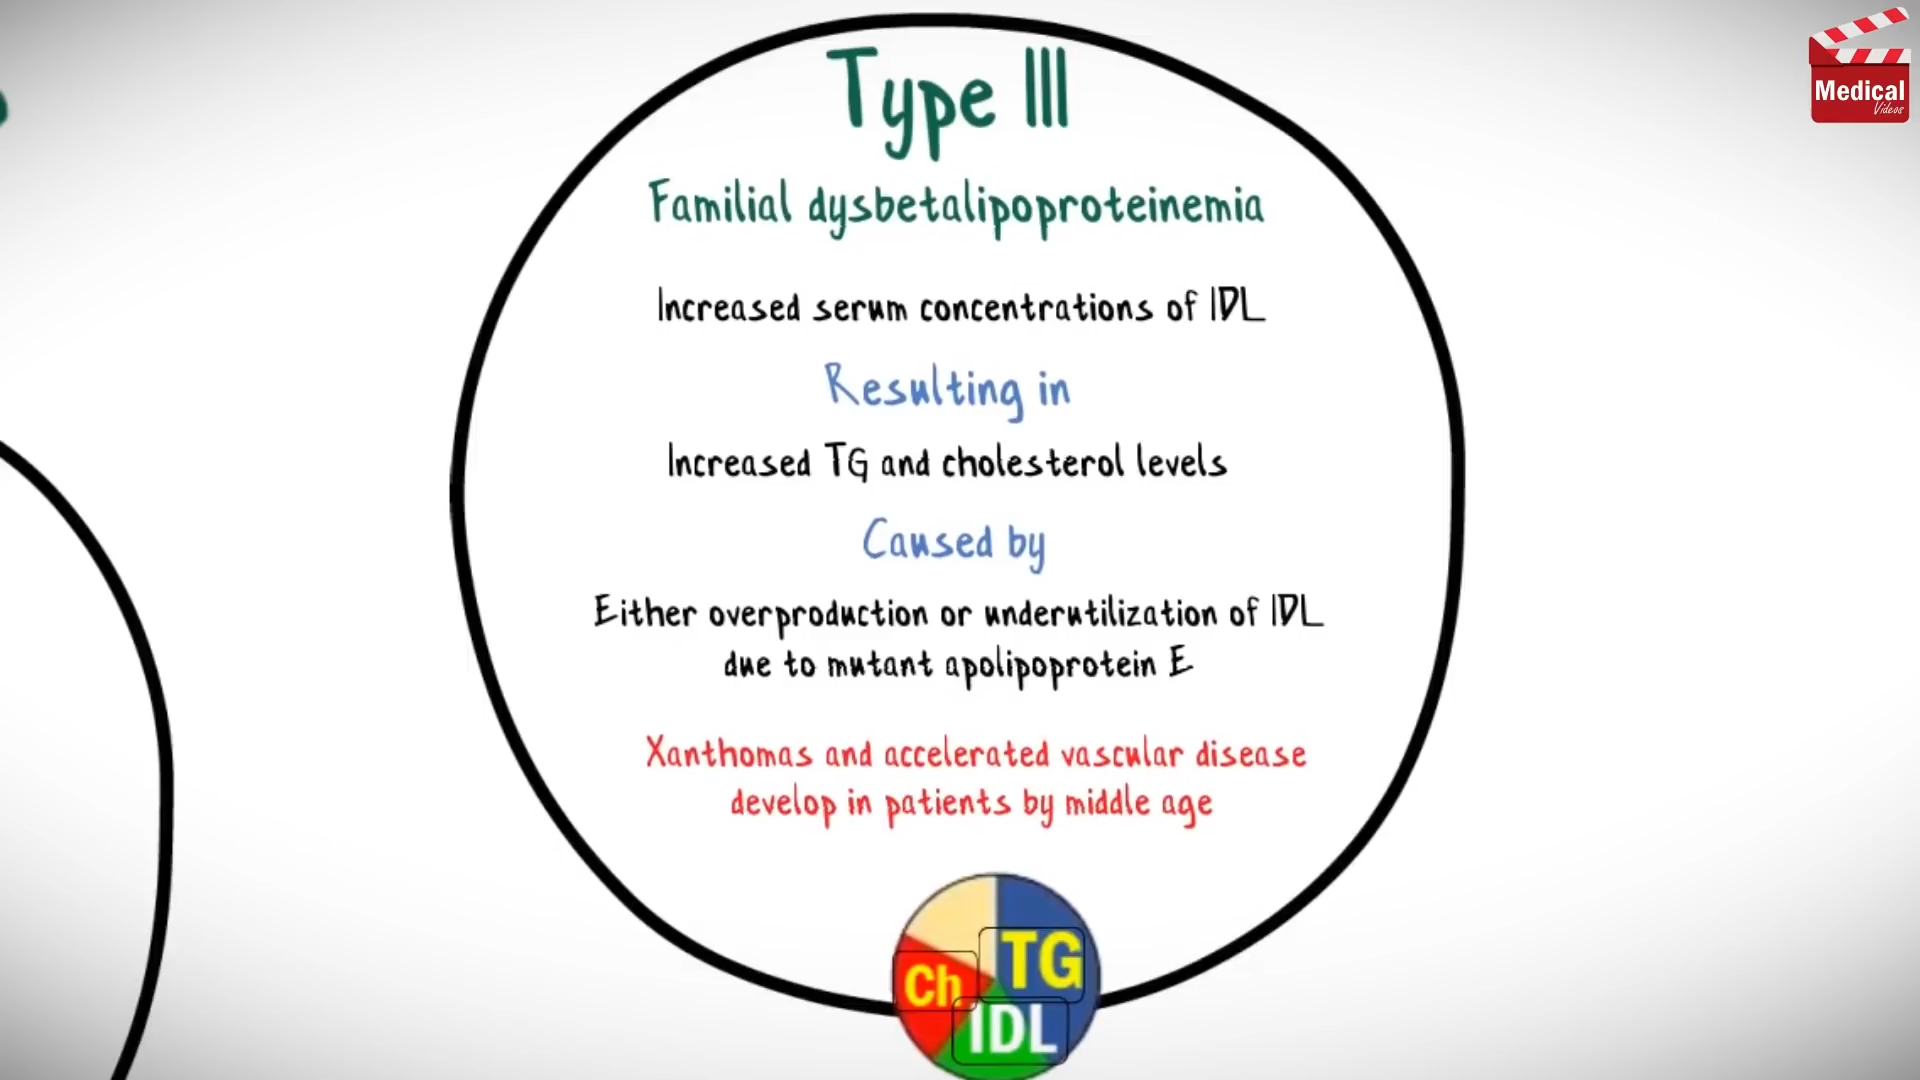 Type III
Medical
Videos
Familial dysbetalipoproteinemia
Increased serum concentrations of IDL
Resulting in
Increased TG and cholesterol levels
Caused by
Either overproduction or underutilization of IDL
due to mutant apolipoprotein E
Xanthomas and accelerated vascular disease
develop in patients by middle age
TG
Ch
IDL